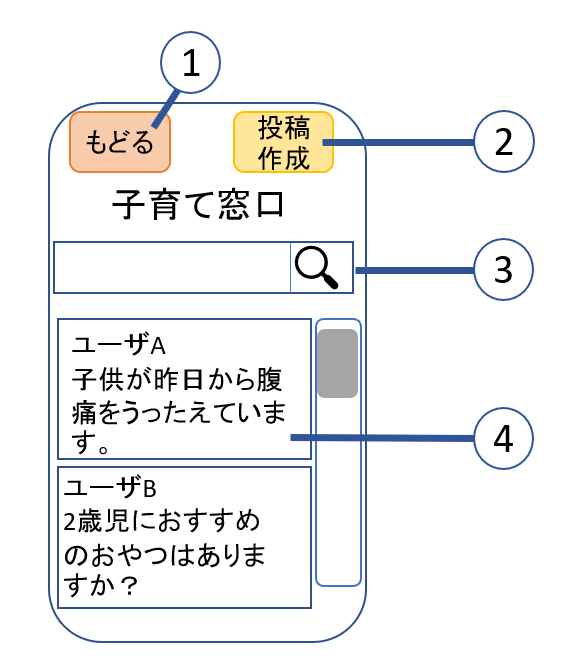 1
もどる
投稿
作成
2
子育て窓口
3
ユーザA
子供が昨日から腹
痛をうったえていま
す。
4
ユーザB
2歳児におすすめ
のおやつはありま
すか？